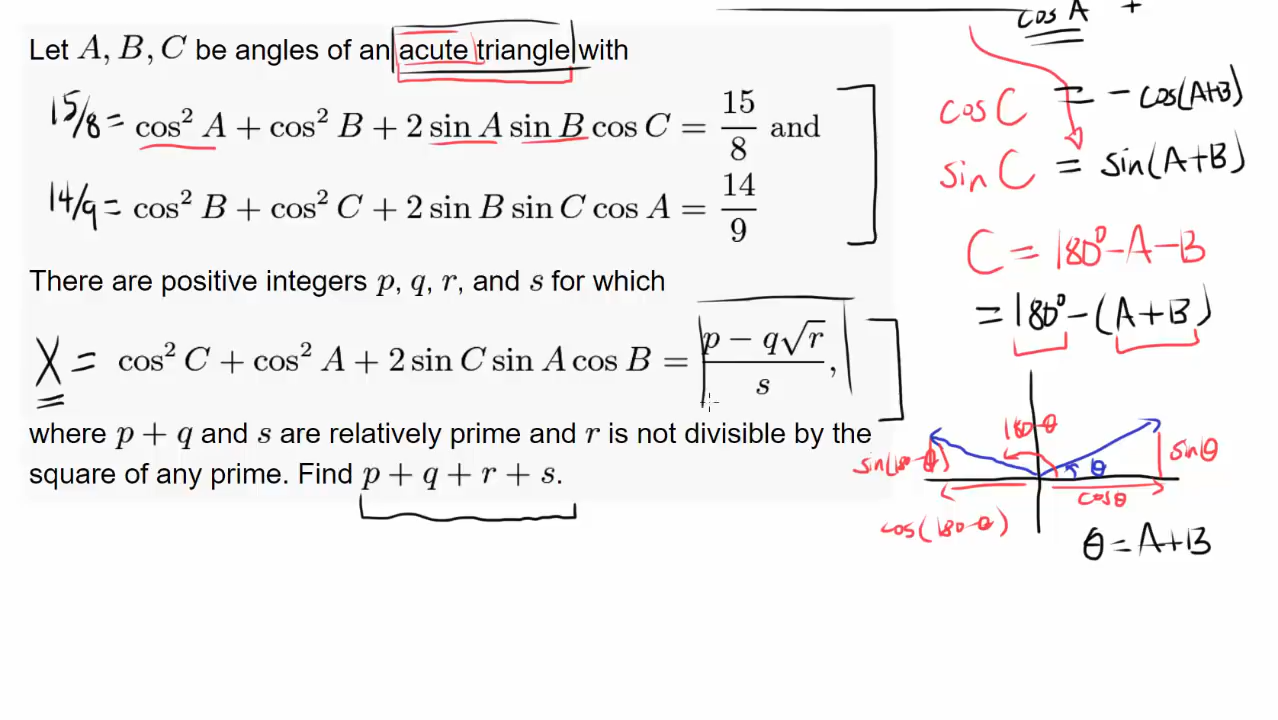 cos A +
Let A, B, C be angles of an acute triangle with
15/8 = cos² A + cos² B + 2 sin A sin B cos C = 15/8 and
cos C = - cos(A+B)
sin C = sin(A+B)
14/9 = cos² B + cos² C + 2 sin B sin C cos A = 14/9
C = 180° - A - B
There are positive integers p, q, r, and s for which
= 180° - (A+B)
X = cos² C + cos² A + 2 sin C sin A cos B = (p − q√r)/s,
where p + q and s are relatively prime and r is not divisible by the
square of any prime. Find p + q + r + s.
180-θ
sin(180-θ)
θ
sin θ
cos θ
cos(180-θ)
θ = A+B